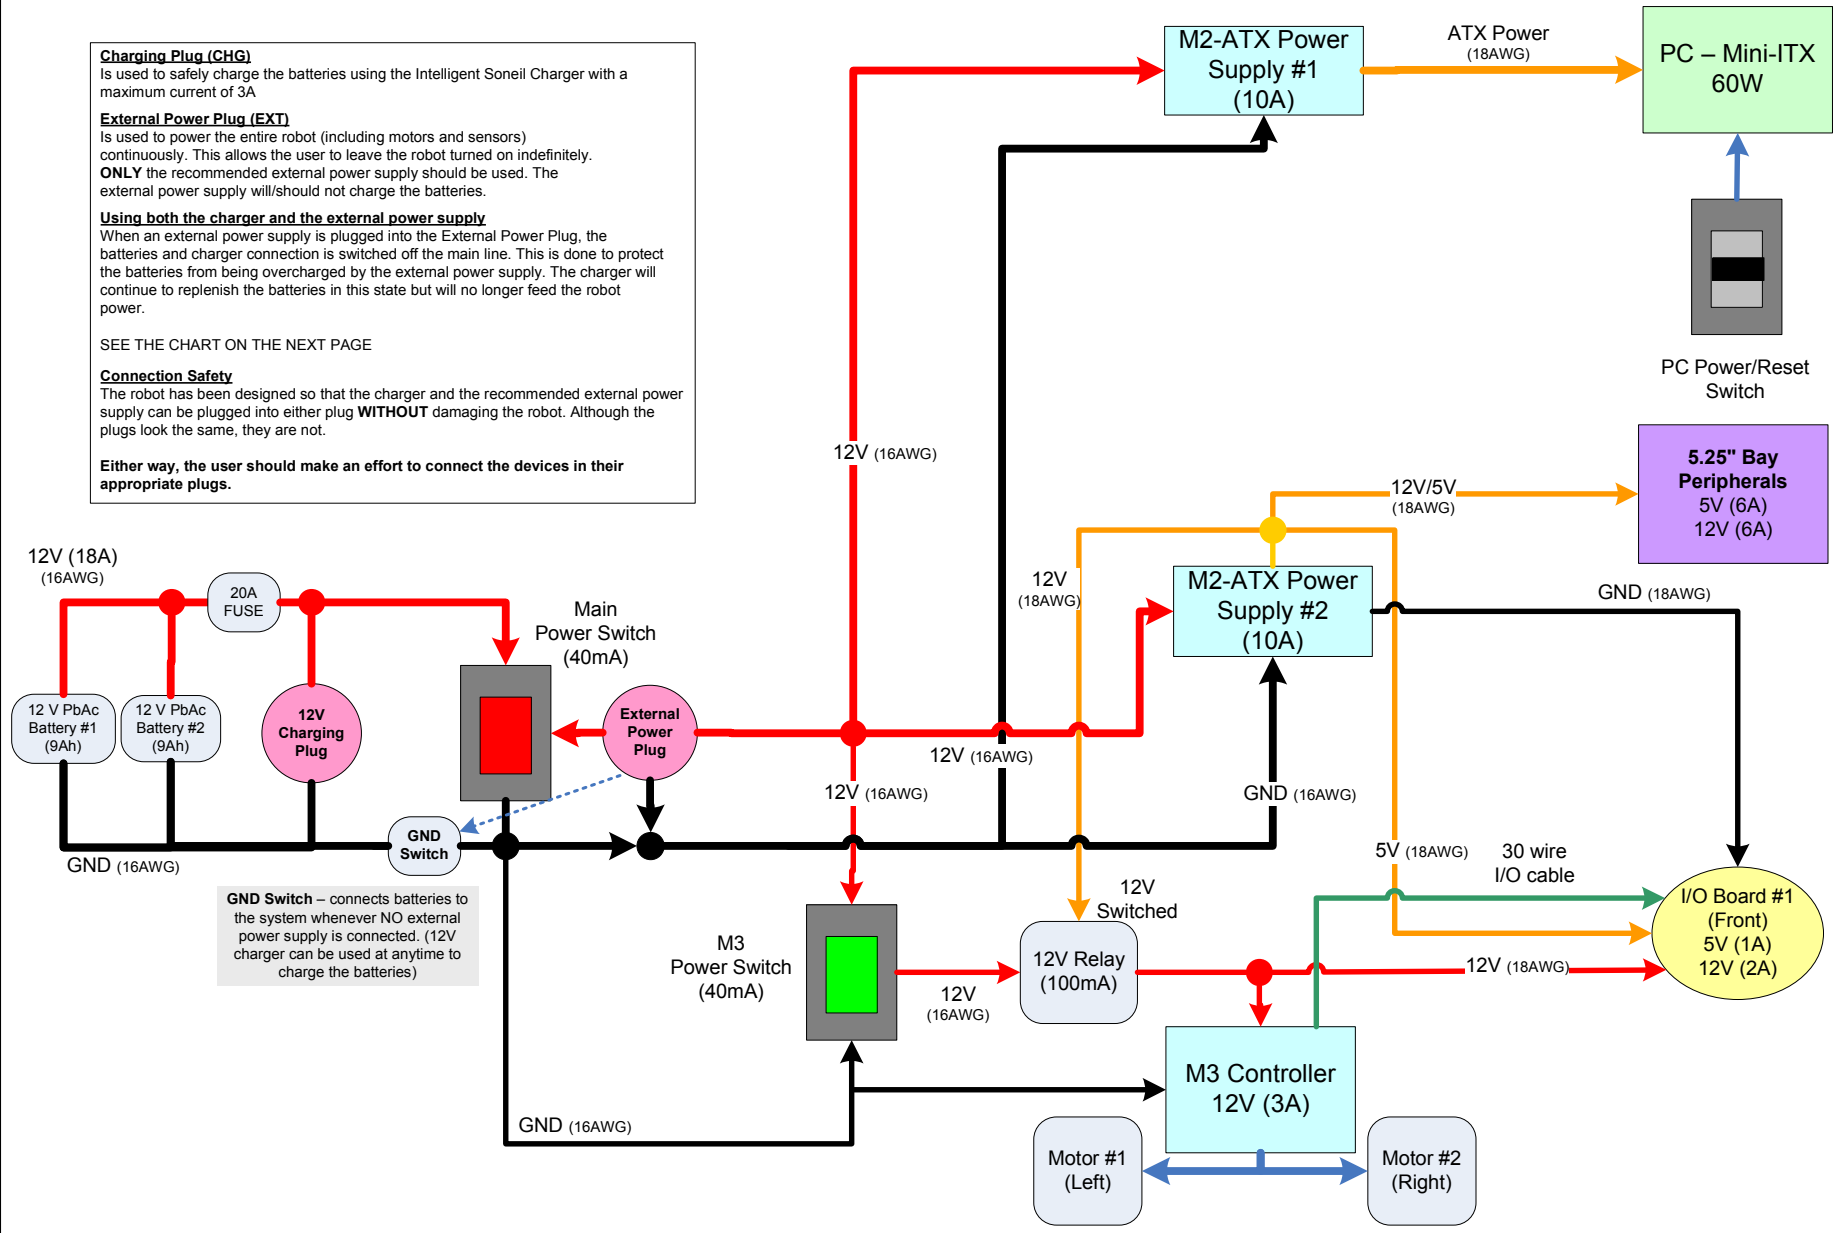 Charging Plug (CHG)
Is used to safely charge the batteries using the Intelligent Soneil Charger with a
maximum current of 3A
External Power Plug (EXT)
Is used to power the entire robot (including motors and sensors)
continuously. This allows the user to leave the robot turned on indefinitely.
ONLY the recommended external power supply should be used. The
external power supply will/should not charge the batteries.
Using both the charger and the external power supply
When an external power supply is plugged into the External Power Plug, the
batteries and charger connection is switched off the main line. This is done to protect
the batteries from being overcharged by the external power supply. The charger will
continue to replenish the batteries in this state but will no longer feed the robot
power.
SEE THE CHART ON THE NEXT PAGE
Connection Safety
The robot has been designed so that the charger and the recommended external power
supply can be plugged into either plug WITHOUT damaging the robot. Although the
plugs look the same, they are not.
Either way, the user should make an effort to connect the devices in their
appropriate plugs.
M2-ATX Power
Supply #1
(10A)
ATX Power
(18AWG)
PC – Mini-ITX
60W
PC Power/Reset
Switch
12V (16AWG)
12V/5V
(18AWG)
5.25" Bay
Peripherals
5V (6A)
12V (6A)
12V (18A)
(16AWG)
20A
FUSE
Main
Power Switch
(40mA)
12V
(18AWG)
M2-ATX Power
Supply #2
(10A)
GND (18AWG)
12 V PbAc
Battery #1
(9Ah)
12 V PbAc
Battery #2
(9Ah)
12V
Charging
Plug
External
Power
Plug
12V (16AWG)
12V (16AWG)
GND (16AWG)
GND (16AWG)
GND
Switch
5V (18AWG)
30 wire
I/O cable
GND Switch – connects batteries to
the system whenever NO external
power supply is connected. (12V
charger can be used at anytime to
charge the batteries)
M3
Power Switch
(40mA)
12V
Switched
12V Relay
(100mA)
12V
(16AWG)
12V (18AWG)
I/O Board #1
(Front)
5V (1A)
12V (2A)
GND (16AWG)
M3 Controller
12V (3A)
Motor #1
(Left)
Motor #2
(Right)